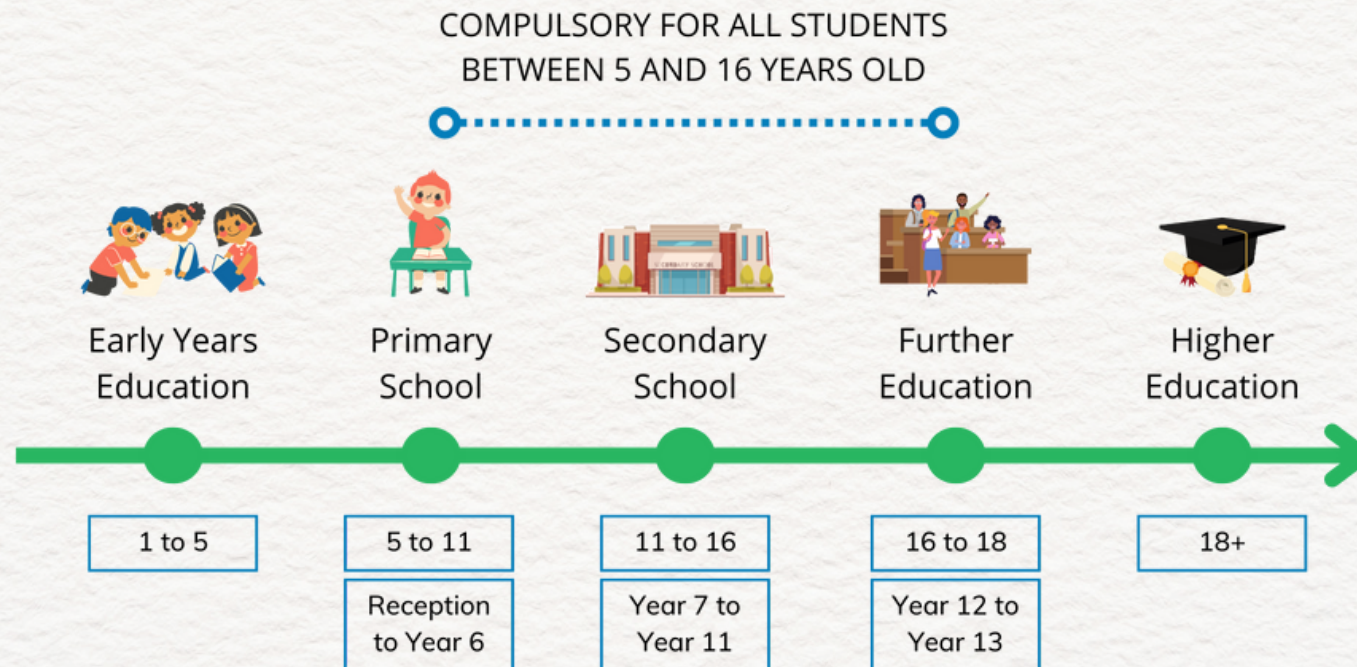 COMPULSORY FOR ALL STUDENTS
BETWEEN 5 AND 16 YEARS OLD
SECONDARY SCHOOL
Early Years
Education
Primary
School
Secondary
School
Further
Education
Higher
Education
1 to 5
5 to 11
11 to 16
16 to 18
18+
Reception
to Year 6
Year 7 to
Year 11
Year 12 to
Year 13